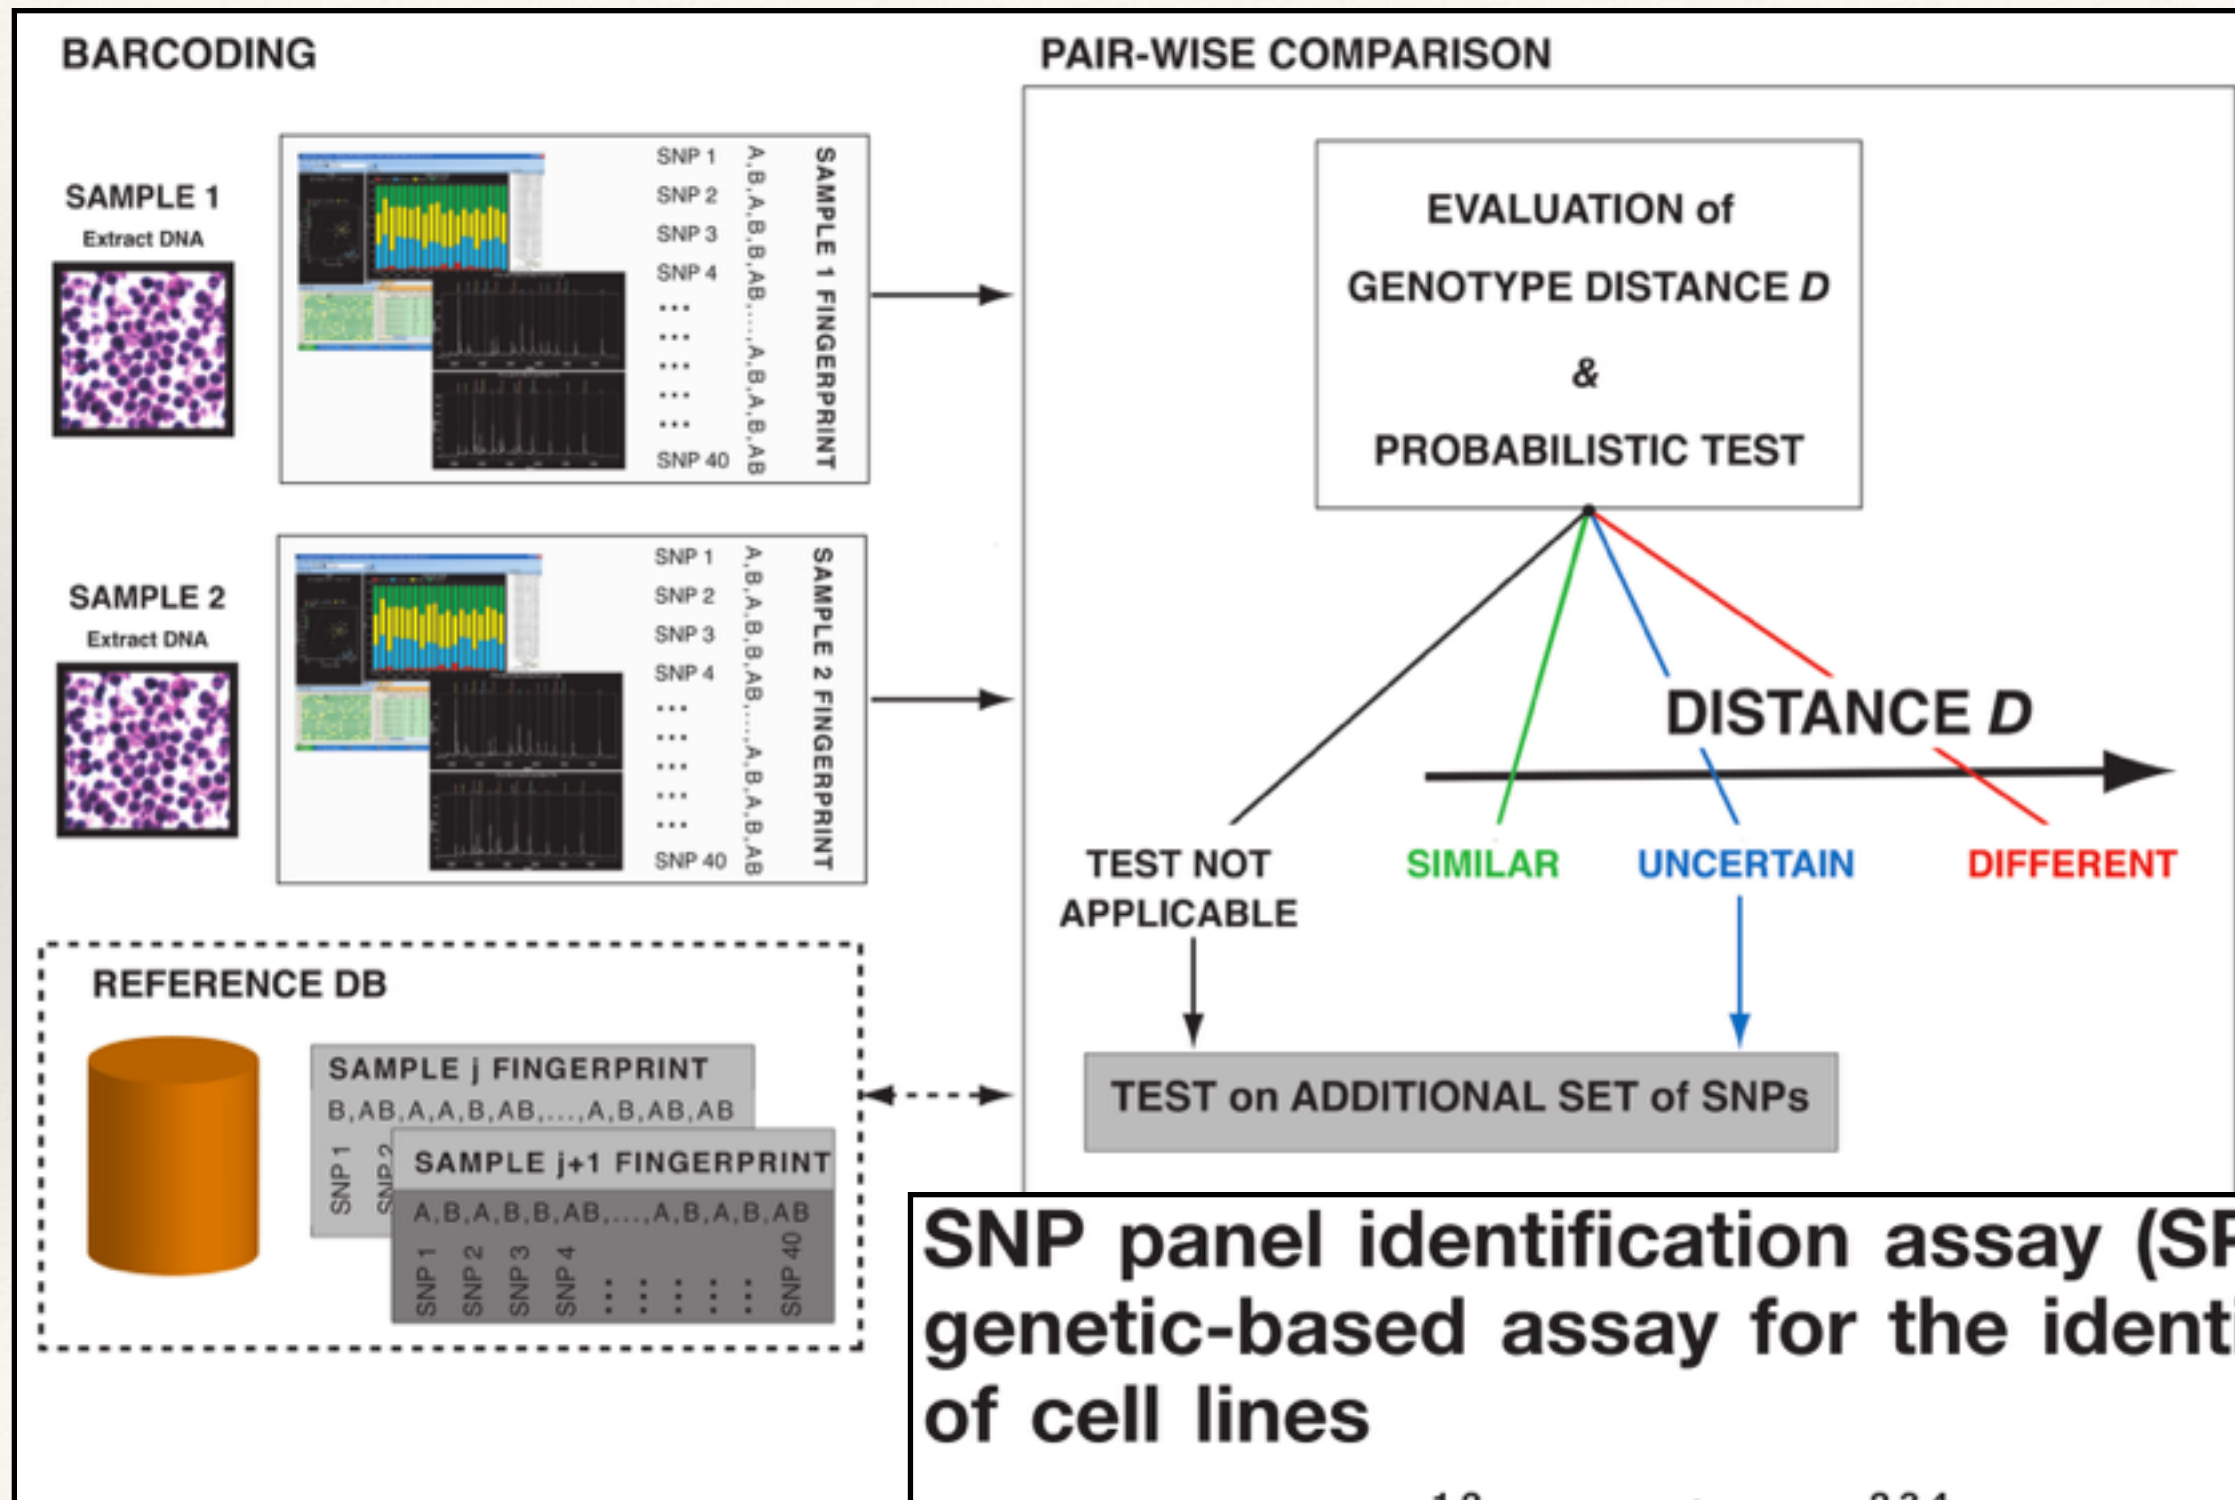 BARCODING
SAMPLE 1
Extract DNA
SNP 1
SNP 2
SNP 3
SNP 4
...
...
...
...
...
SNP 40
A,B,A,B,B,AB,...,A,B,A,B,AB
SAMPLE 1 FINGERPRINT
SAMPLE 2
Extract DNA
SNP 1
SNP 2
SNP 3
SNP 4
...
...
...
...
...
SNP 40
A,B,A,B,B,AB,...,A,B,A,B,AB
SAMPLE 2 FINGERPRINT
REFERENCE DB
SAMPLE j FINGERPRINT
B,AB,A,A,B,AB,...,A,B,AB,AB
SNP 1
SNP 2
SAMPLE j+1 FINGERPRINT
A,B,A,B,B,AB,...,A,B,A,B,AB
SNP 1
SNP 2
SNP 3
SNP 4
... ... ... ... ...
SNP 40
PAIR-WISE COMPARISON
EVALUATION of
GENOTYPE DISTANCE D
&
PROBABILISTIC TEST
DISTANCE D
TEST NOT
APPLICABLE
SIMILAR
UNCERTAIN
DIFFERENT
TEST on ADDITIONAL SET of SNPs
SNP panel identification assay (SP
genetic-based assay for the identi
of cell lines